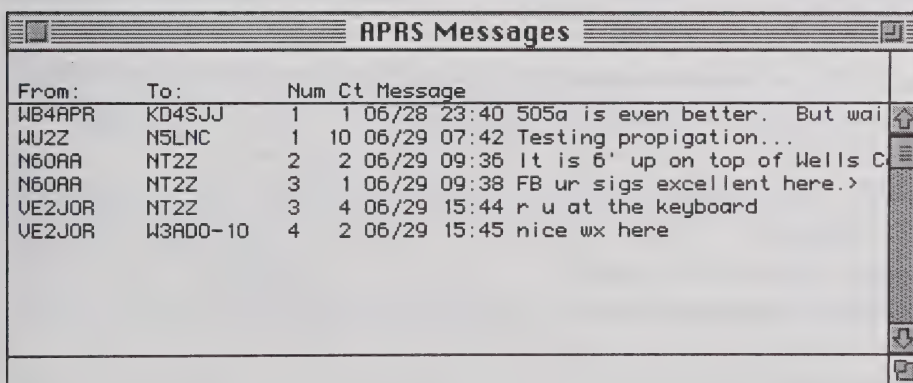 APRS Messages
From: To: Num Ct Message
WB4APR KD4SJJ 1 1 06/28 23:40 505a is even better. But wai
WU2Z N5LNC 1 10 06/29 07:42 Testing propigation...
N6OAA NT2Z 2 2 06/29 09:36 It is 6' up on top of Wells C
N6OAA NT2Z 3 1 06/29 09:38 FB ur sigs excellent here.>
VE2JOR NT2Z 3 4 06/29 15:44 r u at the keyboard
VE2JOR W3ADO-10 4 2 06/29 15:45 nice wx here